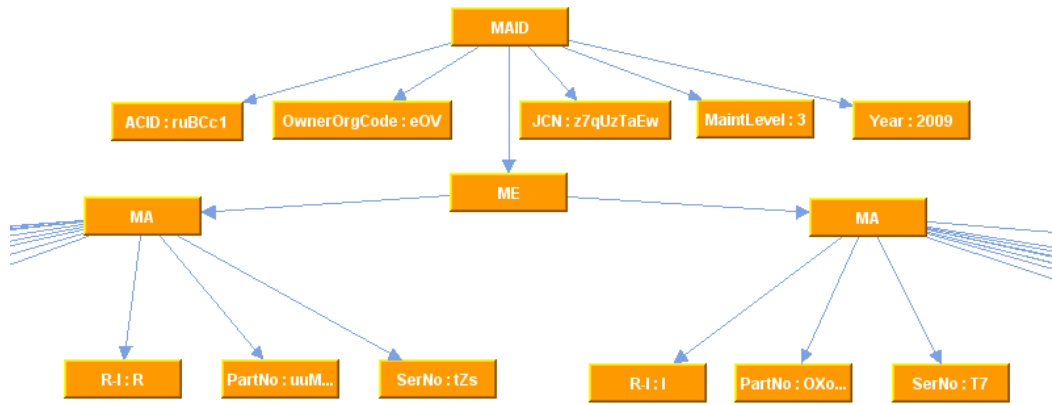 MAID
ACID : ruBCc1
OwnerOrgCode : eOV
JCN : z7qUzTaEw
MaintLevel : 3
Year : 2009
ME
MA
MA
R-I : R
PartNo : uuM...
SerNo : tZs
R-I : I
PartNo : OXo...
SerNo : T7